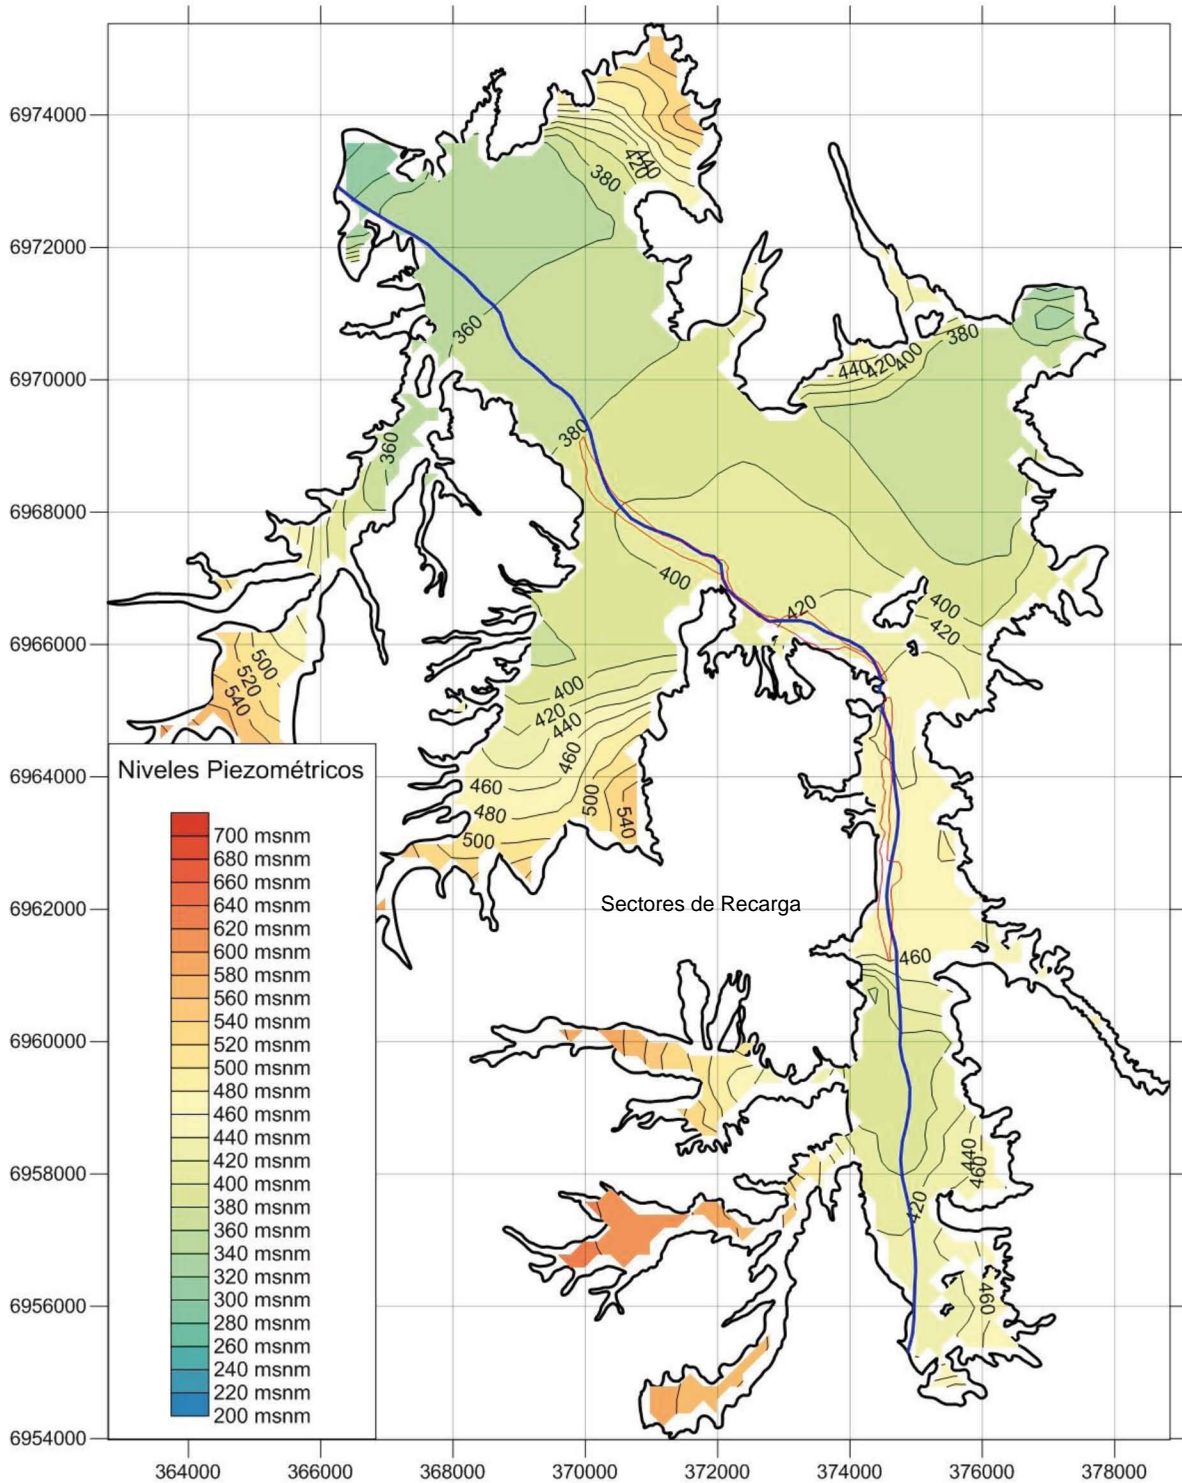 6974000
440
420
380
6972000
360
380
6970000
440 420 400
380
360
6968000
400
420
400
420
6966000
500
520
540
400
420
440
460
6964000
Niveles Piezométricos
460
480
500
500
540
700 msnm
680 msnm
660 msnm
640 msnm
620 msnm
600 msnm
580 msnm
560 msnm
540 msnm
520 msnm
500 msnm
480 msnm
460 msnm
440 msnm
420 msnm
400 msnm
380 msnm
360 msnm
340 msnm
320 msnm
300 msnm
280 msnm
260 msnm
240 msnm
220 msnm
200 msnm
6962000
Sectores de Recarga
460
6960000
6958000
440
460
420
6956000
460
6954000
364000 366000 368000 370000 372000 374000 376000 378000